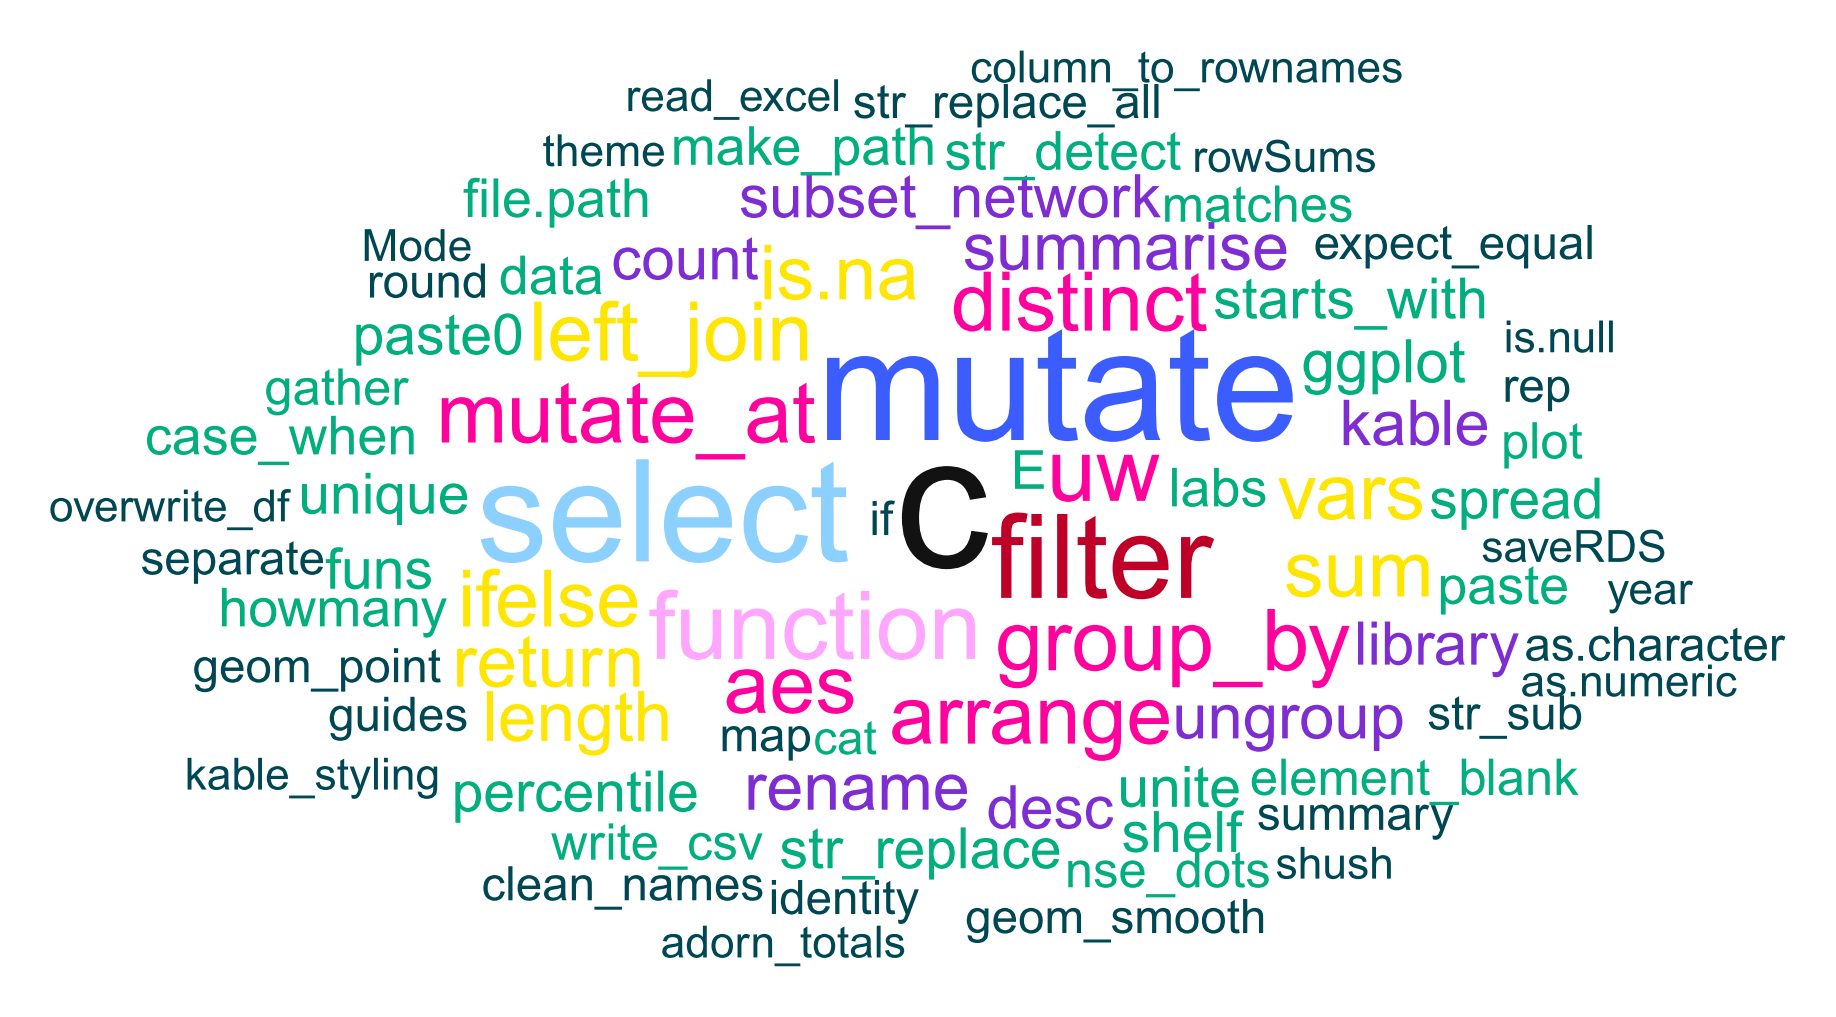 column_to_rownames
read_excel str_replace_all
theme make_path str_detect rowSums
file.path subset_network matches
Mode count is.na summarise expect_equal
round data distinct starts_with
paste0 left_join mutate ggplot is.null
gather mutate_at kable rep
case_when plot
overwrite_df unique select if c E uw labs vars spread
separate funs filter sum saveRDS
howmany ifelse function paste year
geom_point return group_by library as.character
guides length aes arrange ungroup as.numeric
map cat str_sub
kable_styling percentile rename desc unite element_blank
write_csv str_replace shelf summary
clean_names identity nse_dots shush
adorn_totals geom_smooth